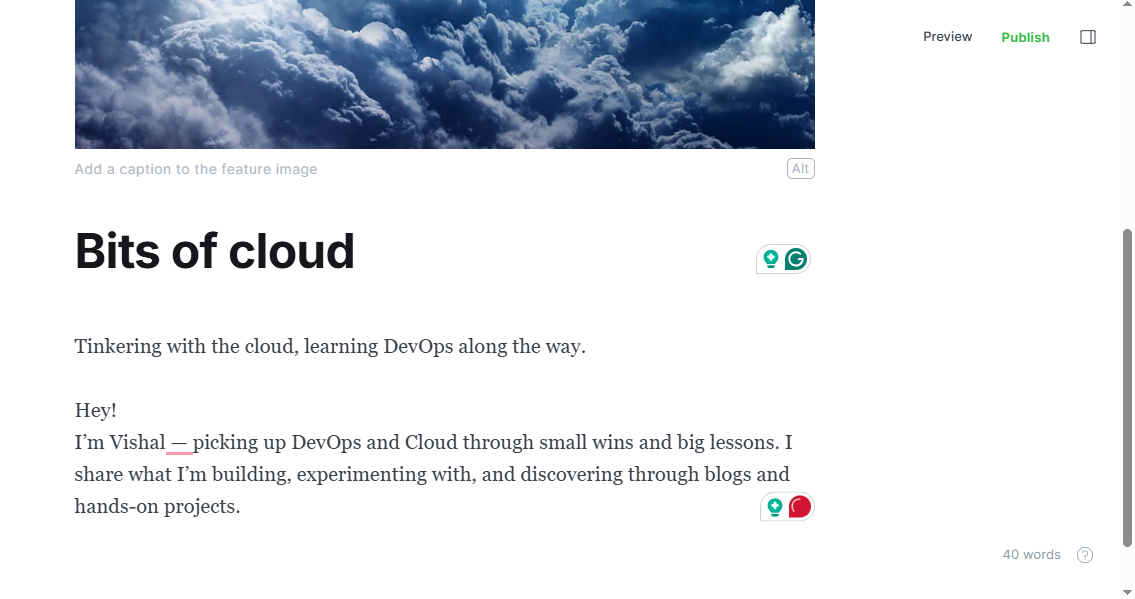 Preview
Publish
Add a caption to the feature image
Alt
Bits of cloud
Tinkering with the cloud, learning DevOps along the way.
Hey!
I’m Vishal — picking up DevOps and Cloud through small wins and big lessons. I
share what I’m building, experimenting with, and discovering through blogs and
hands-on projects.
40 words
?